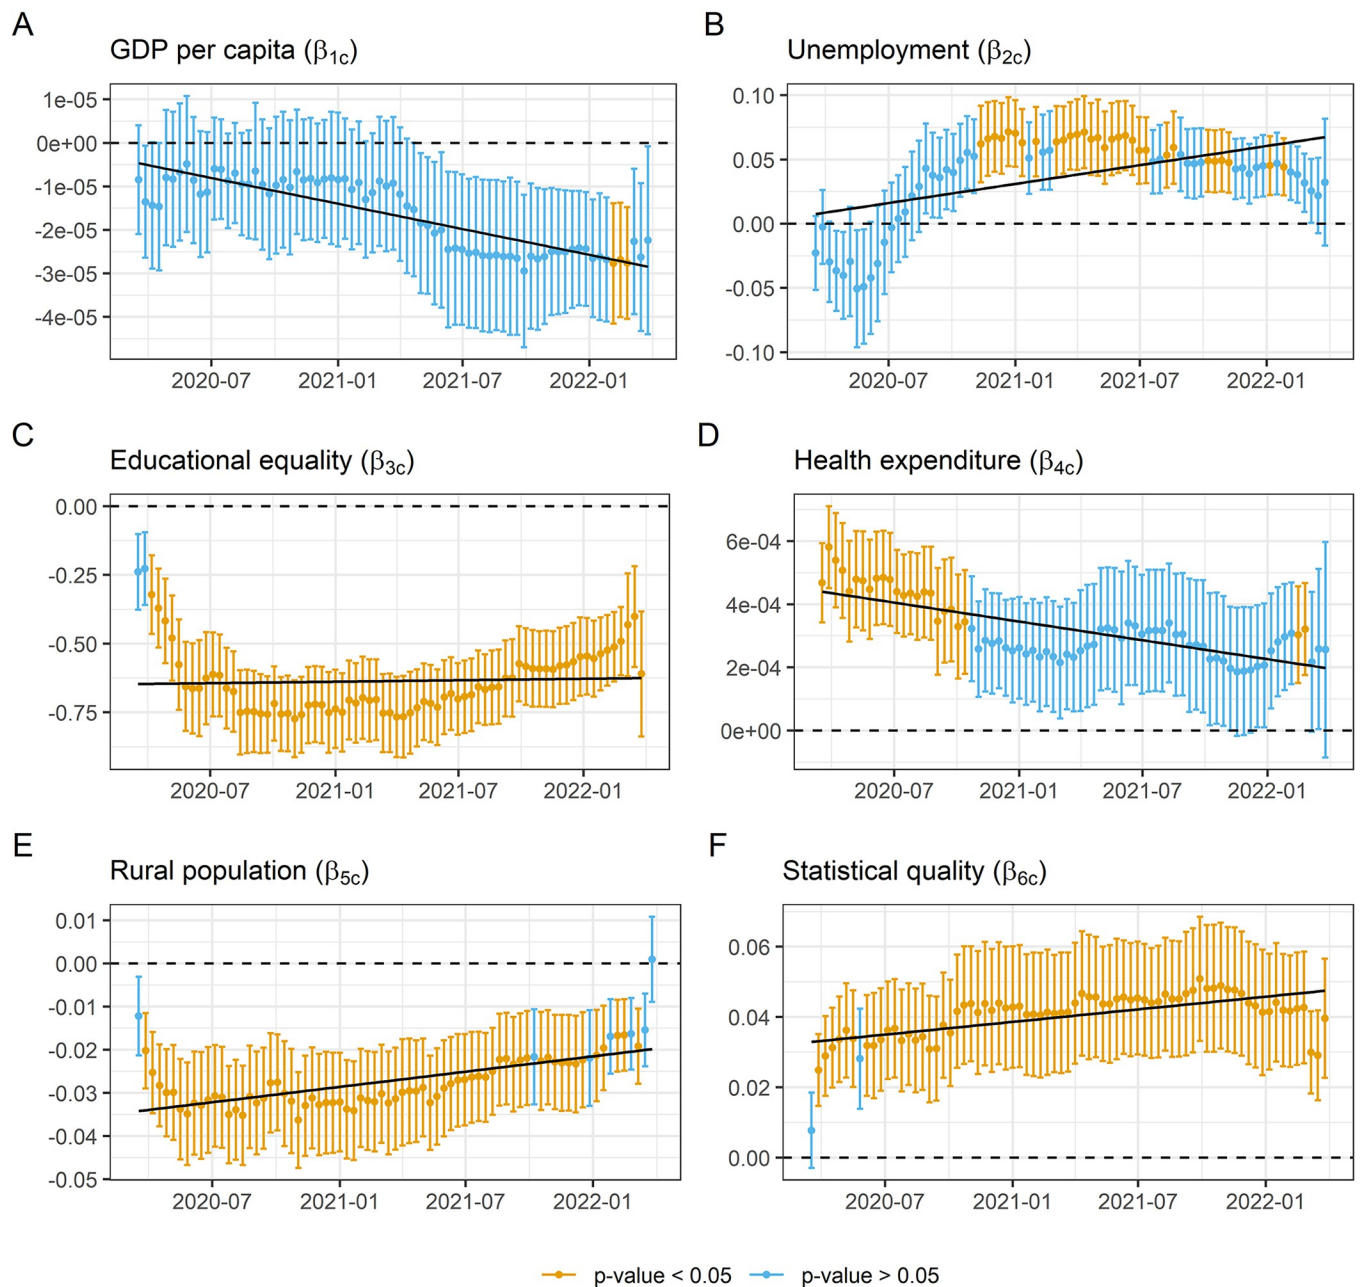 A
GDP per capita (β1c)
1e-05
0e+00
-1e-05
-2e-05
-3e-05
-4e-05
2020-07 2021-01 2021-07 2022-01
B
Unemployment (β2c)
0.10
0.05
0.00
-0.05
-0.10
2020-07 2021-01 2021-07 2022-01
C
Educational equality (β3c)
0.00
-0.25
-0.50
-0.75
2020-07 2021-01 2021-07 2022-01
D
Health expenditure (β4c)
6e-04
4e-04
2e-04
0e+00
2020-07 2021-01 2021-07 2022-01
E
Rural population (β5c)
0.01
0.00
-0.01
-0.02
-0.03
-0.04
-0.05
2020-07 2021-01 2021-07 2022-01
F
Statistical quality (β6c)
0.06
0.04
0.02
0.00
2020-07 2021-01 2021-07 2022-01
p-value < 0.05 p-value > 0.05